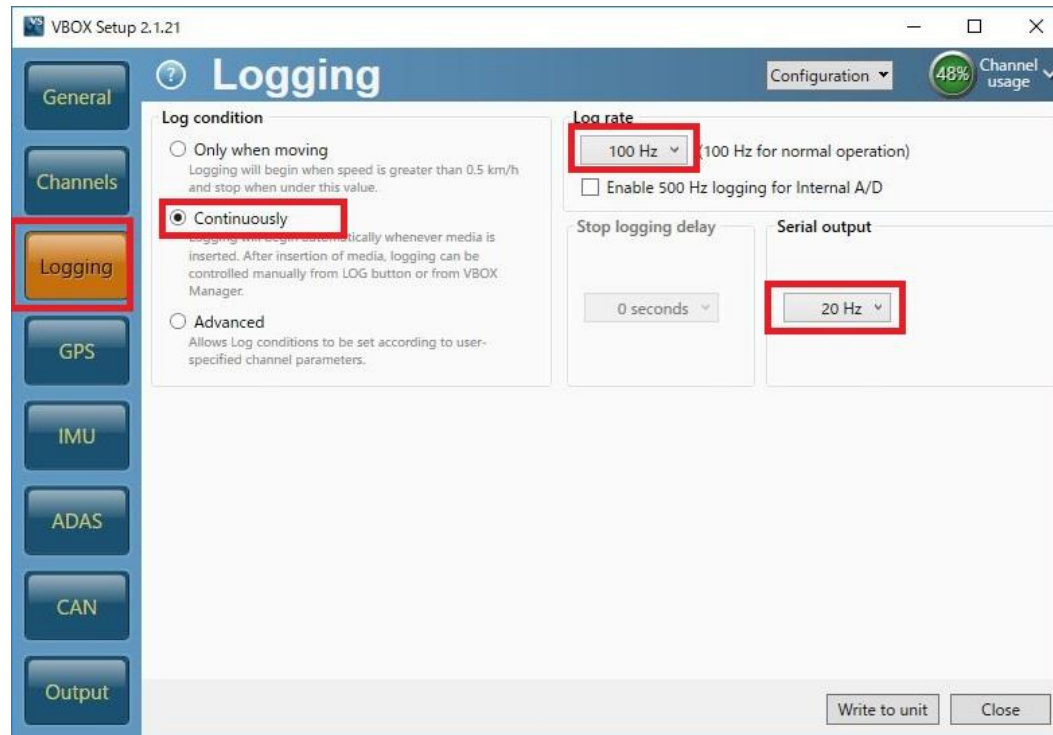 VBOX Setup 2.1.21
General
Channels
Logging
GPS
IMU
ADAS
CAN
Output
? Logging
Configuration
48% Channel
usage
Log condition
Only when moving
Logging will begin when speed is greater than 0.5 km/h
and stop when under this value.
Continuously
Logging will begin automatically whenever media is
inserted. After insertion of media, logging can be
controlled manually from LOG button or from VBOX
Manager.
Advanced
Allows Log conditions to be set according to user-
specified channel parameters.
Log rate
100 Hz (100 Hz for normal operation)
Enable 500 Hz logging for Internal A/D
Stop logging delay
0 seconds
Serial output
20 Hz
Write to unit
Close